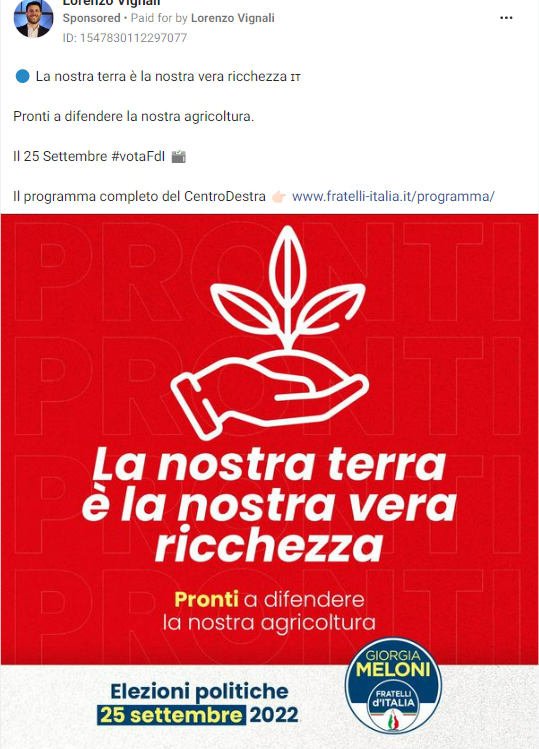 Lorenzo Vignali
Sponsored • Paid for by Lorenzo Vignali
ID: 1547830112297077
🔵 La nostra terra è la nostra vera ricchezza ɪᴛ
Pronti a difendere la nostra agricoltura.
Il 25 Settembre #votaFdI 🗳️
Il programma completo del CentroDestra 👉🏻 www.fratelli-italia.it/programma/
PRONTI
PRONTI
PRONTI
PRONTI
La nostra terra
è la nostra vera
ricchezza
Pronti a difendere
la nostra agricoltura
GIORGIA
MELONI
FRATELLI
d'ITALIA
Elezioni politiche
25 settembre 2022